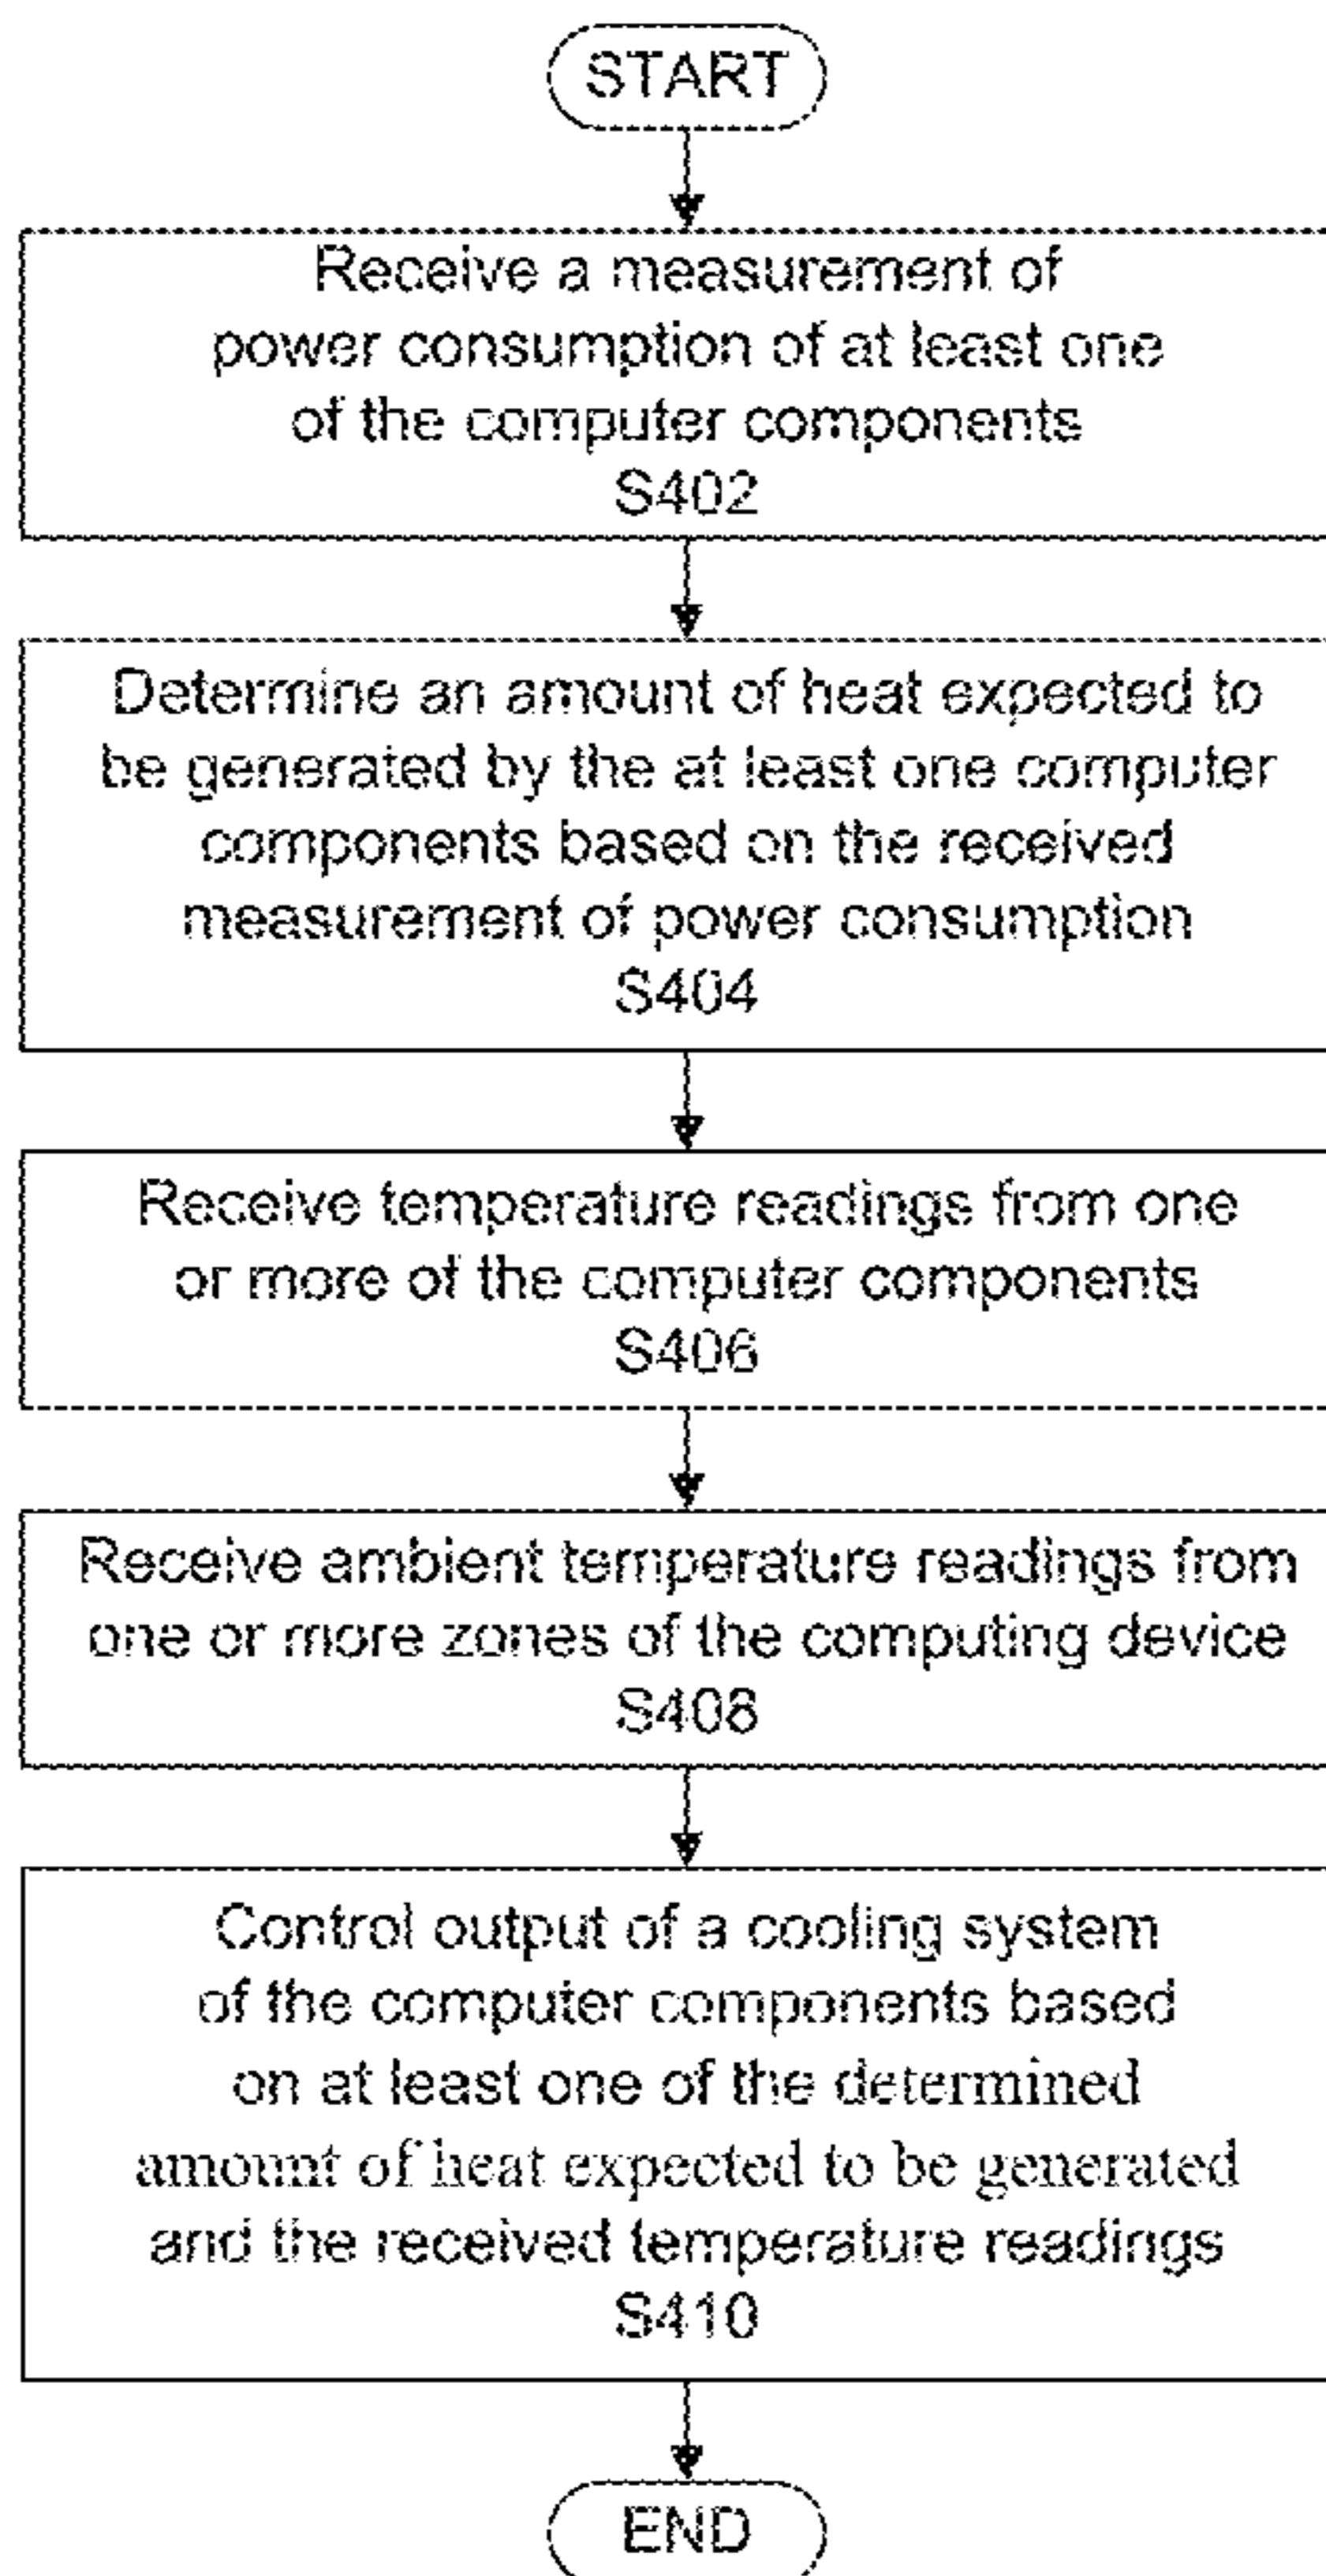 START
Receive a measurement of
power consumption of at least one
of the computer components
S402
Determine an amount of heat expected to
be generated by the at least one computer
components based on the received
measurement of power consumption
S404
Receive temperature readings from one
or more of the computer components
S406
Receive ambient temperature readings from
one or more zones of the computing device
S408
Control output of a cooling system
of the computer components based
on at least one of the determined
amount of heat expected to be generated
and the received temperature readings
S410
END